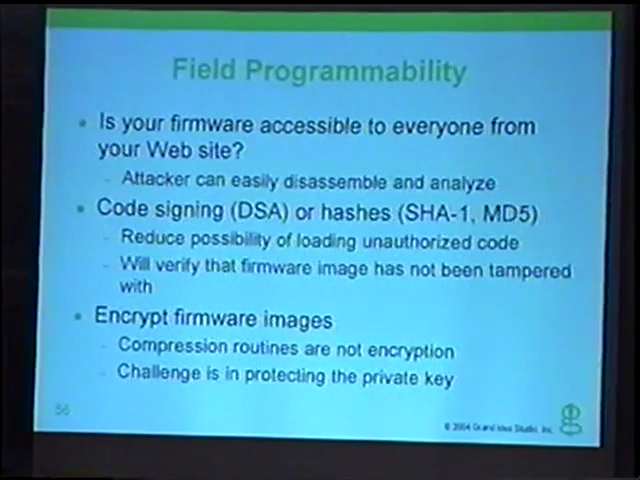 Field Programmability
• Is your firmware accessible to everyone from
your Web site?
- Attacker can easily disassemble and analyze
• Code signing (DSA) or hashes (SHA-1, MD5)
- Reduce possibility of loading unauthorized code
- Will verify that firmware image has not been tampered
with
• Encrypt firmware images
- Compression routines are not encryption
- Challenge is in protecting the private key
56
© 2004 Grand Idea Studio, Inc.